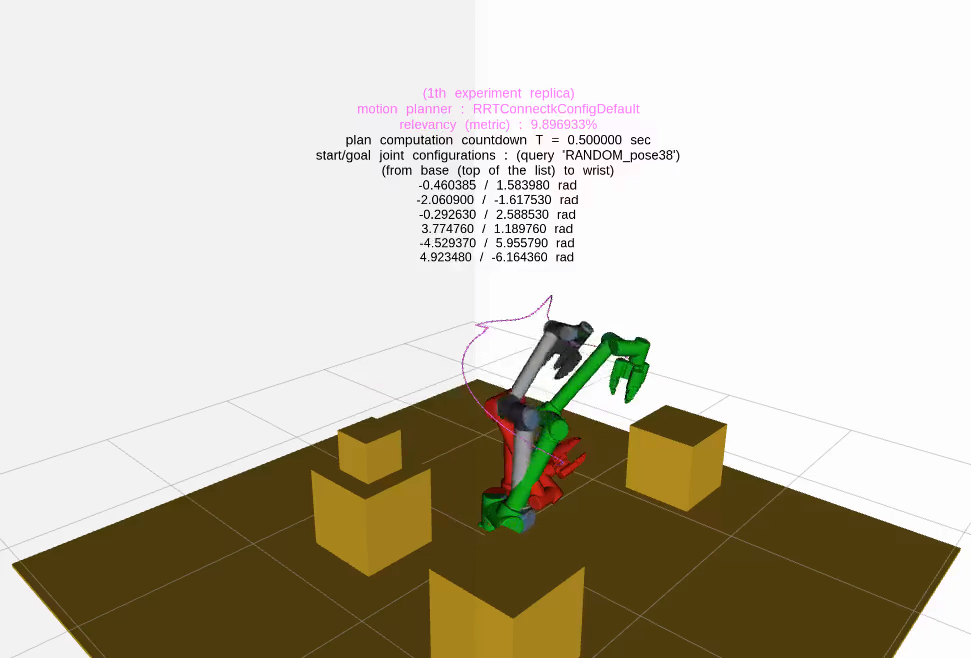 (1th experiment replica)
motion planner : RRTConnectkConfigDefault
relevancy (metric) : 9.896933%
plan computation countdown T = 0.500000 sec
start/goal joint configurations : (query 'RANDOM_pose38')
(from base (top of the list) to wrist)
-0.460385 / 1.583980 rad
-2.060900 / -1.617530 rad
-0.292630 / 2.588530 rad
3.774760 / 1.189760 rad
-4.529370 / 5.955790 rad
4.923480 / -6.164360 rad